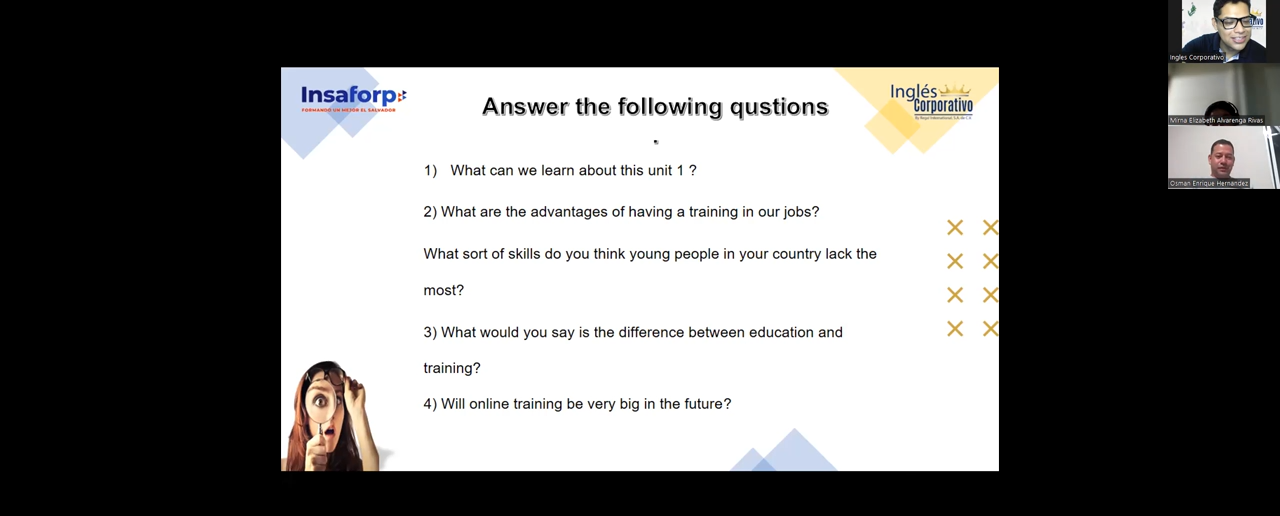 Insaforp
FORMANDO UN MEJOR EL SALVADOR
Answer the following qustions
Inglés
Corporativo
1) What can we learn about this unit 1 ?
2) What are the advantages of having a training in our jobs?
What sort of skills do you think young people in your country lack the
most?
3) What would you say is the difference between education and
training?
4) Will online training be very big in the future?
Ingles Corporativo
Mirna Elizabeth Alvarenga Rivas
Osman Enrique Hernandez